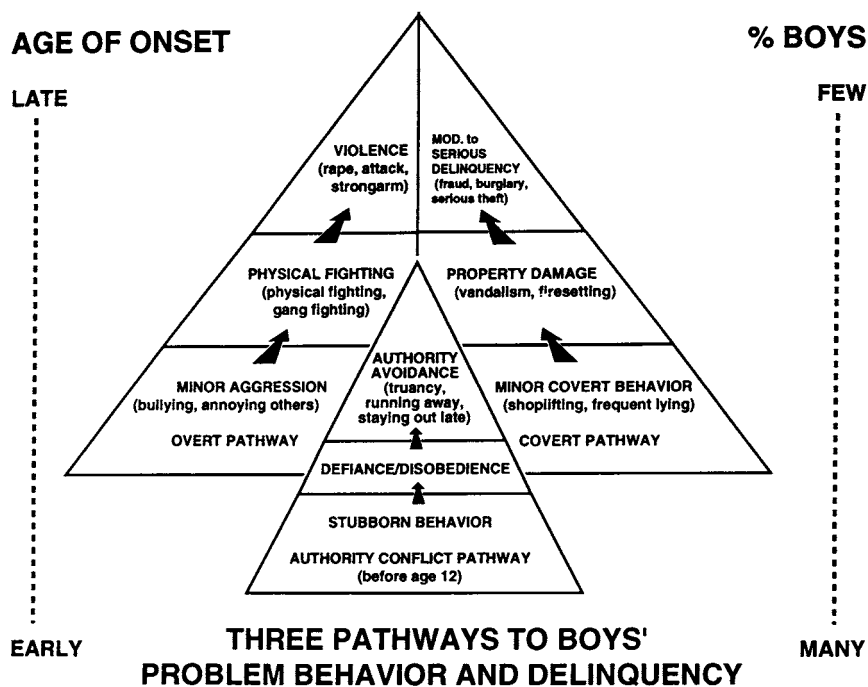 AGE OF ONSET
% BOYS
LATE
FEW
VIOLENCE
(rape, attack,
strongarm)
MOD. to
SERIOUS
DELINQUENCY
(fraud, burglary,
serious theft)
PHYSICAL FIGHTING
(physical fighting,
gang fighting)
PROPERTY DAMAGE
(vandalism, firesetting)
AUTHORITY
AVOIDANCE
(truancy,
running away,
staying out late)
MINOR AGGRESSION
(bullying, annoying others)
OVERT PATHWAY
MINOR COVERT BEHAVIOR
(shoplifting, frequent lying)
COVERT PATHWAY
DEFIANCE/DISOBEDIENCE
STUBBORN BEHAVIOR
AUTHORITY CONFLICT PATHWAY
(before age 12)
EARLY
MANY
THREE PATHWAYS TO BOYS'
PROBLEM BEHAVIOR AND DELINQUENCY